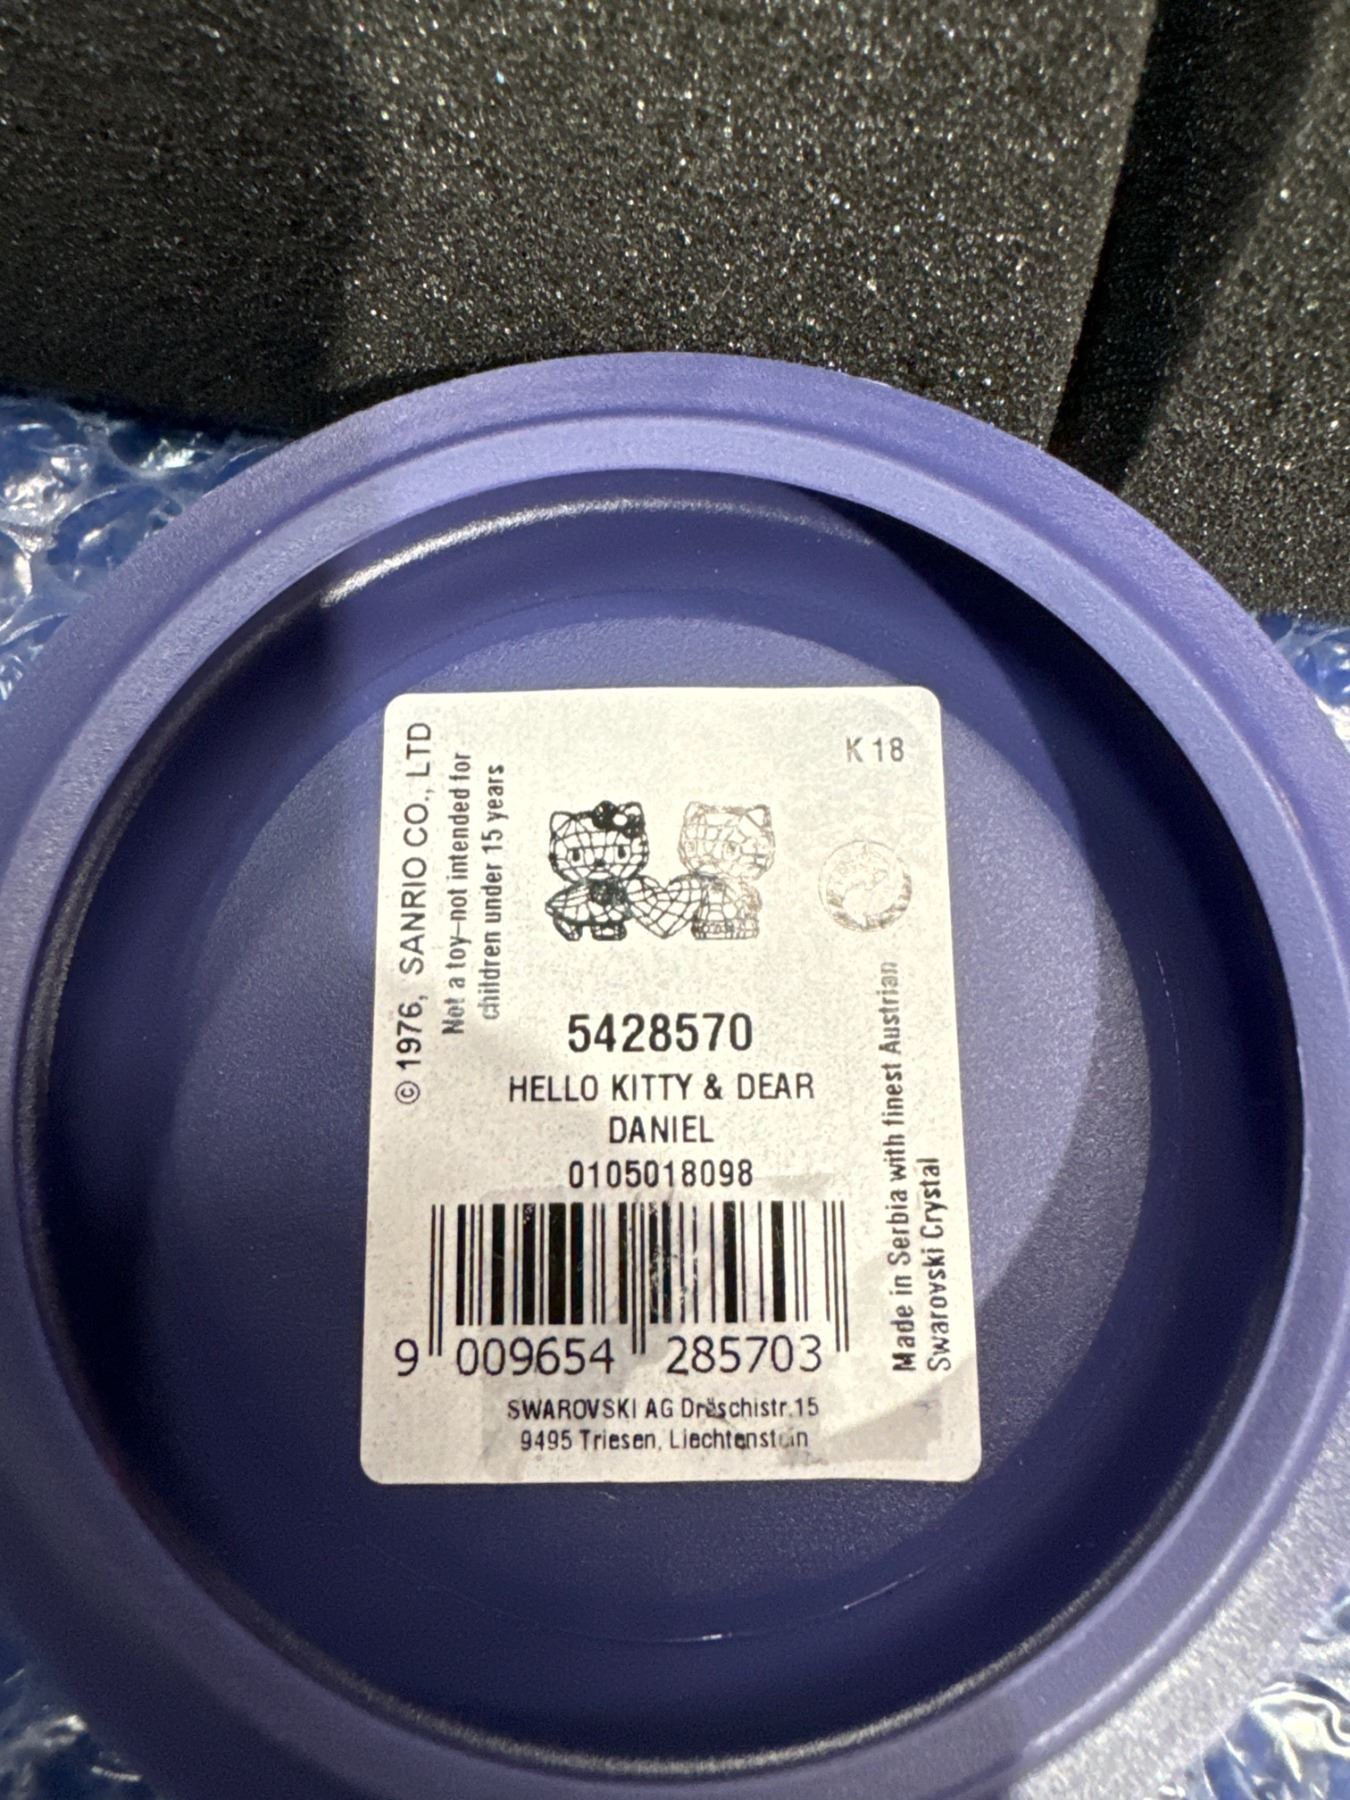 © 1976, SANRIO CO., LTD
Not a toy–not intended for
children under 15 years
K 18
5428570
HELLO KITTY & DEAR
DANIEL
0105018098
9 009654 285703
SWAROVSKI AG Dräschistr.15
9495 Triesen, Liechtenstein
Made in Serbia with finest Austrian
Swarovski Crystal